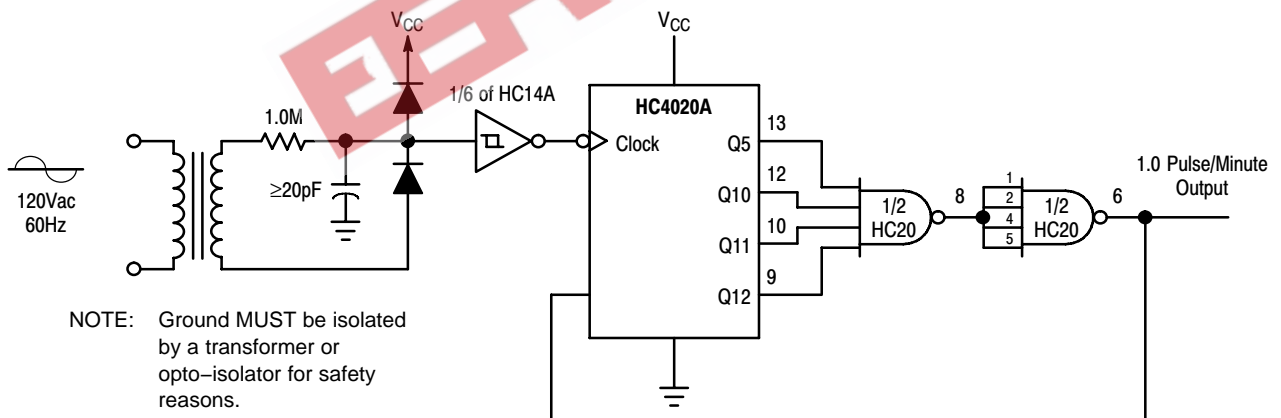 VCC
VCC
1/6 of HC14A
HC4020A
1.0M
Clock
≥20pF
120Vac
60Hz
Q5
13
Q10
12
Q11
10
Q12
9
1/2
HC20
8
1
2
4
5
1/2
HC20
6
1.0 Pulse/Minute
Output
NOTE: Ground MUST be isolated
by a transformer or
opto–isolator for safety
reasons.